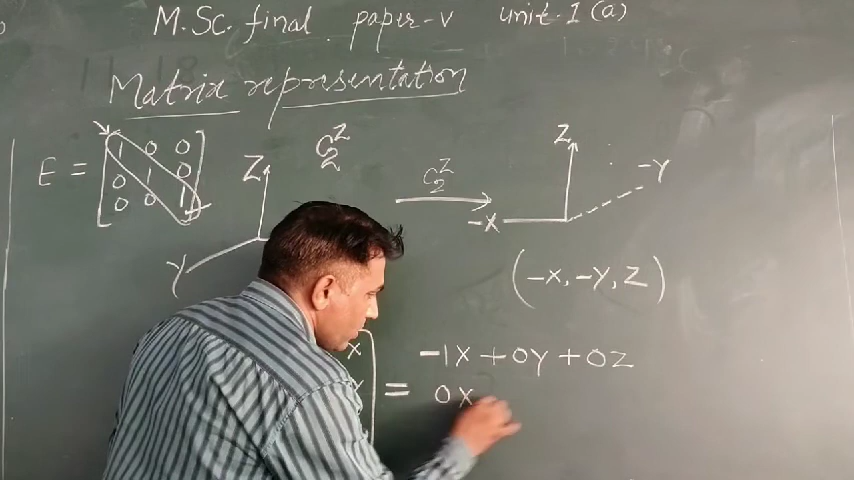 M.Sc. final paper-V unit-I (a)
Matrix representation
E = [1 0 0
0 1 0
0 0 1]
C₂ᶻ
Z
Y
C₂ᶻ
Z
-Y
-X
(-X, -Y, Z)
X
= -1X + 0Y + 0Z
0X